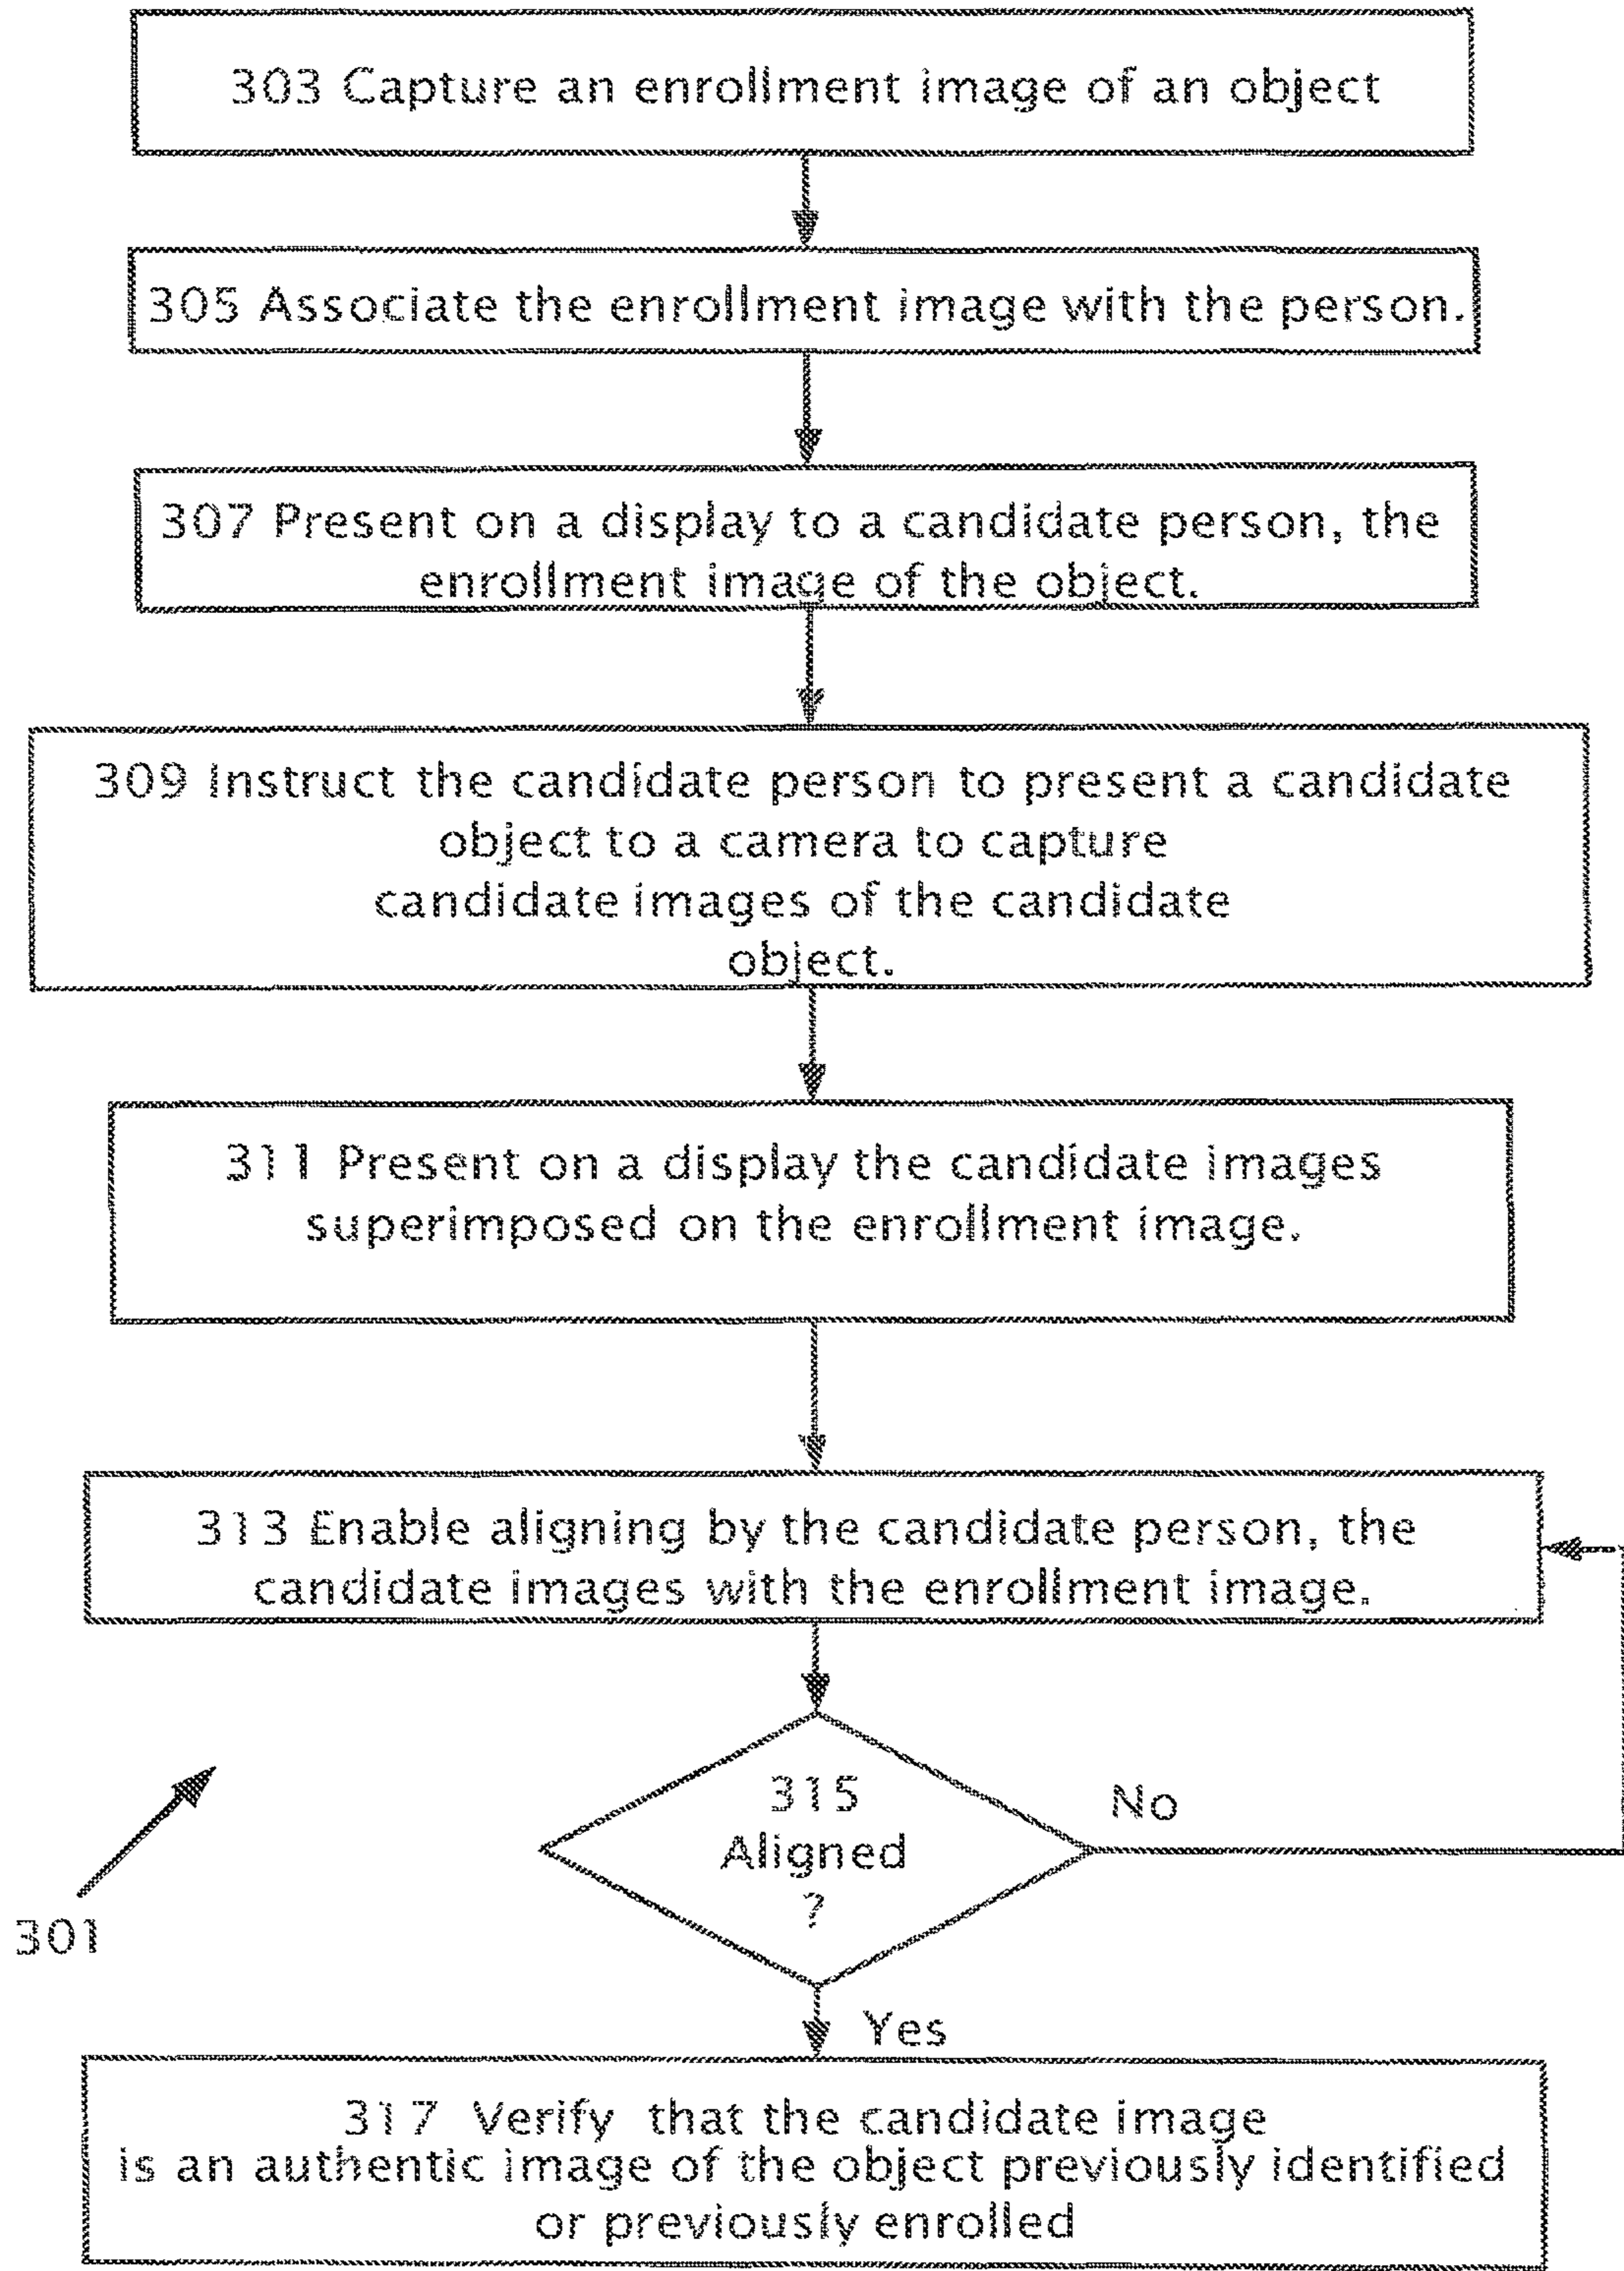 303 Capture an enrollment image of an object
305 Associate the enrollment image with the person.
307 Present on a display to a candidate person, the
enrollment image of the object.
309 Instruct the candidate person to present a candidate
object to a camera to capture
candidate images of the candidate
object.
311 Present on a display the candidate images
superimposed on the enrollment image.
313 Enable aligning by the candidate person, the
candidate images with the enrollment image.
315
Aligned
?
No
301
Yes
317 Verify that the candidate image
is an authentic image of the object previously identified
or previously enrolled